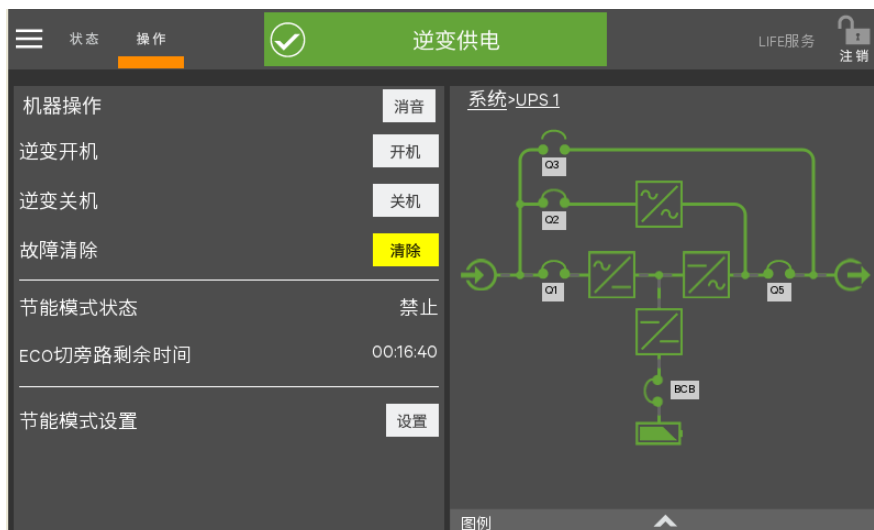 状态 操作 逆变供电 LIFE服务 注销
机器操作 消音
逆变开机 开机
逆变关机 关机
故障清除 清除
节能模式状态 禁止
ECO切旁路剩余时间 00:16:40
节能模式设置 设置
系统>UPS 1
Q3
Q2
Q1
Q5
BCB
图例